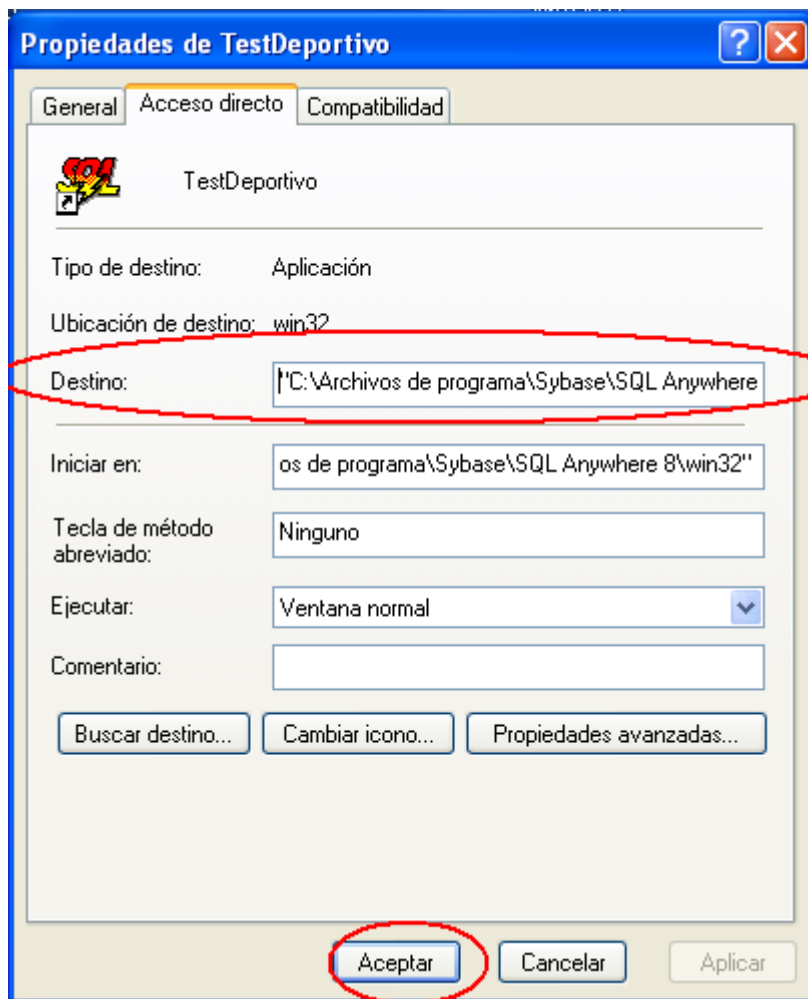 Propiedades de TestDeportivo
General Acceso directo Compatibilidad
SQL
TestDeportivo
Tipo de destino: Aplicación
Ubicación de destino: win32
Destino: "C:\Archivos de programa\Sybase\SQL Anywhere
Iniciar en: os de programa\Sybase\SQL Anywhere 8\win32"
Tecla de método
abreviado:
Ninguno
Ejecutar: Ventana normal
Comentario:
Buscar destino... Cambiar icono... Propiedades avanzadas...
Aceptar Cancelar Aplicar